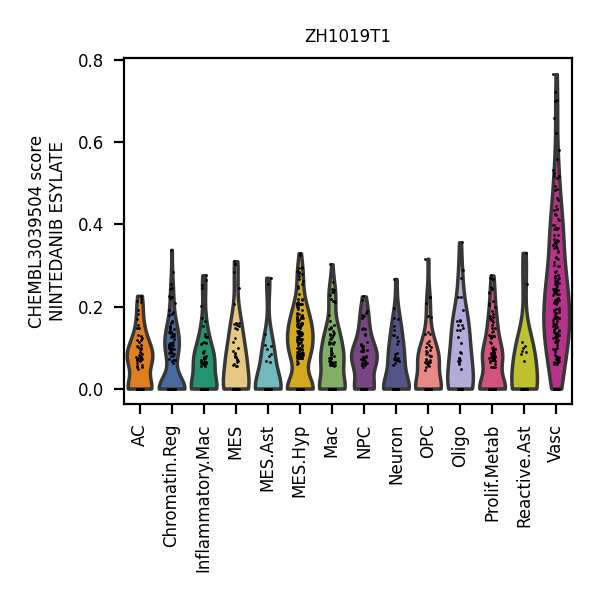 ZH1019T1
CHEMBL3039504 score
NINTEDANIB ESYLATE
0.8
0.6
0.4
0.2
0.0
AC
Chromatin.Reg
Inflammatory.Mac
MES
MES.Ast
MES.Hyp
Mac
NPC
Neuron
OPC
Oligo
Prolif.Metab
Reactive.Ast
Vasc